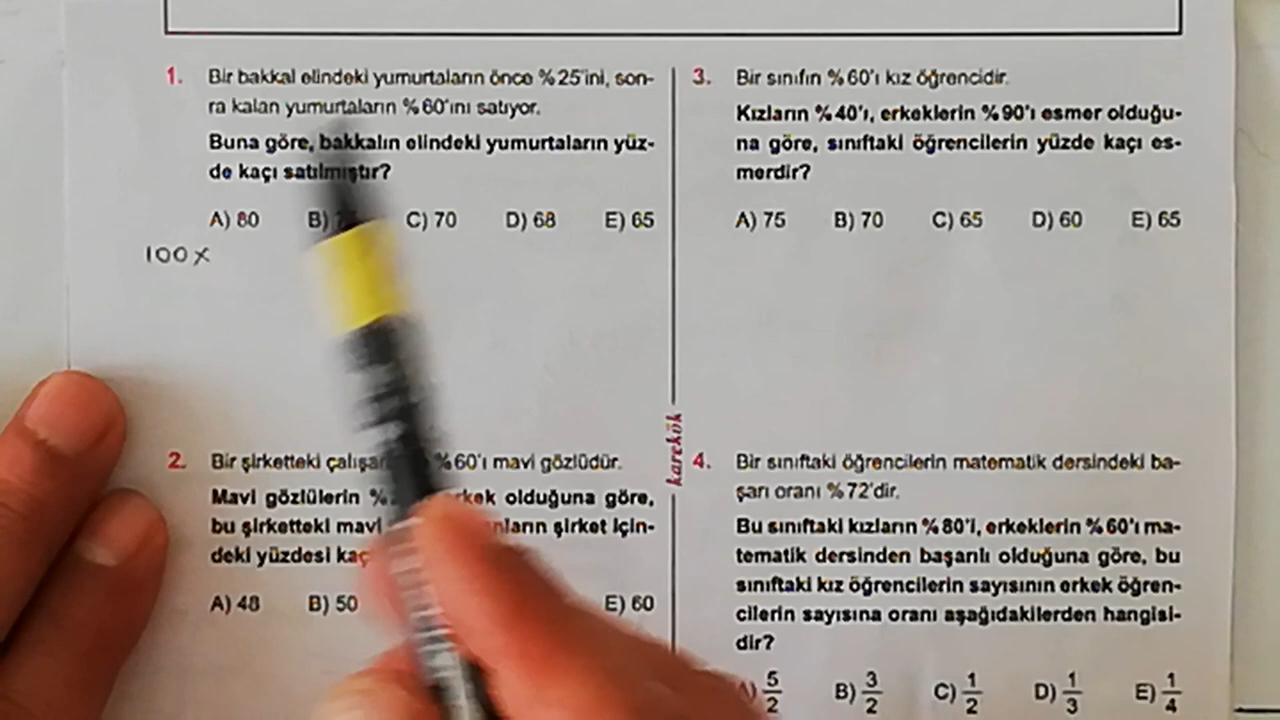 1. Bir bakkal elindeki yumurtaların önce %25'ini, son-
ra kalan yumurtaların %60'ını satıyor.
Buna göre, bakkalın elindeki yumurtaların yüz-
de kaçı satılmıştır?
A) 80 B) C) 70 D) 68 E) 65
100x
2. Bir şirketteki %60'ı mavi gözlüdür.
Mavi gözlülerin % olduğuna göre,
bu şirketteki mavi şirket için-
deki yüzdesi
A) 48 B) 50 E) 60
karekök
3. Bir sınıfın %60'ı kız öğrencidir.
Kızların %40'ı, erkeklerin %90'ı esmer olduğu-
na göre, sınıftaki öğrencilerin yüzde kaçı es-
merdir?
A) 75 B) 70 C) 65 D) 60 E) 65
4. Bir sınıftaki öğrencilerin matematik dersindeki ba-
şarı oranı %72'dir.
Bu sınıftaki kızların %80'i, erkeklerin %60'ı ma-
tematik dersinden başarılı olduğuna göre, bu
sınıftaki kız öğrencilerin sayısının erkek öğren-
cilerin sayısına oranı aşağıdakilerden hangisi-
dir?
5/2 B) 3/2 C) 1/2 D) 1/3 E) 1/4